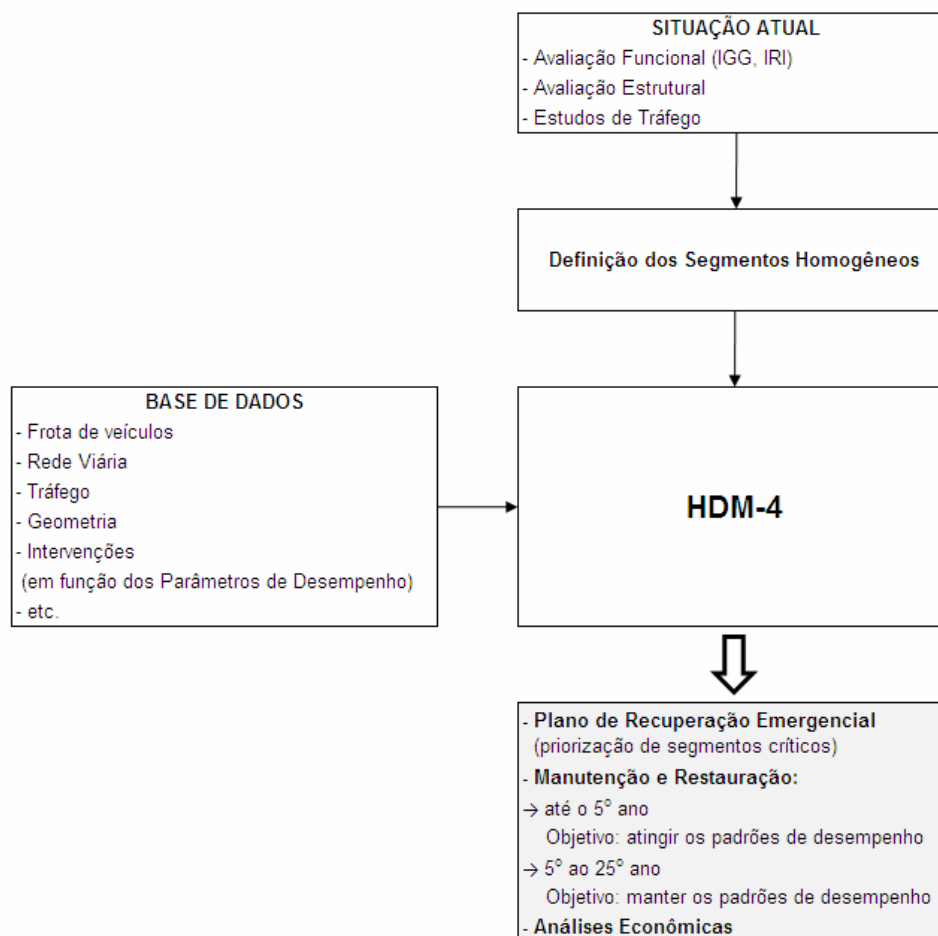 SITUAÇÃO ATUAL
- Avaliação Funcional (IGG, IRI)
- Avaliação Estrutural
- Estudos de Tráfego
Definição dos Segmentos Homogêneos
BASE DE DADOS
- Frota de veículos
- Rede Viária
- Tráfego
- Geometria
- Intervenções
(em função dos Parâmetros de Desempenho)
- etc.
HDM-4
- Plano de Recuperação Emergencial
(priorização de segmentos críticos)
- Manutenção e Restauração:
→ até o 5º ano
Objetivo: atingir os padrões de desempenho
→ 5º ao 25º ano
Objetivo: manter os padrões de desempenho
- Análises Econômicas